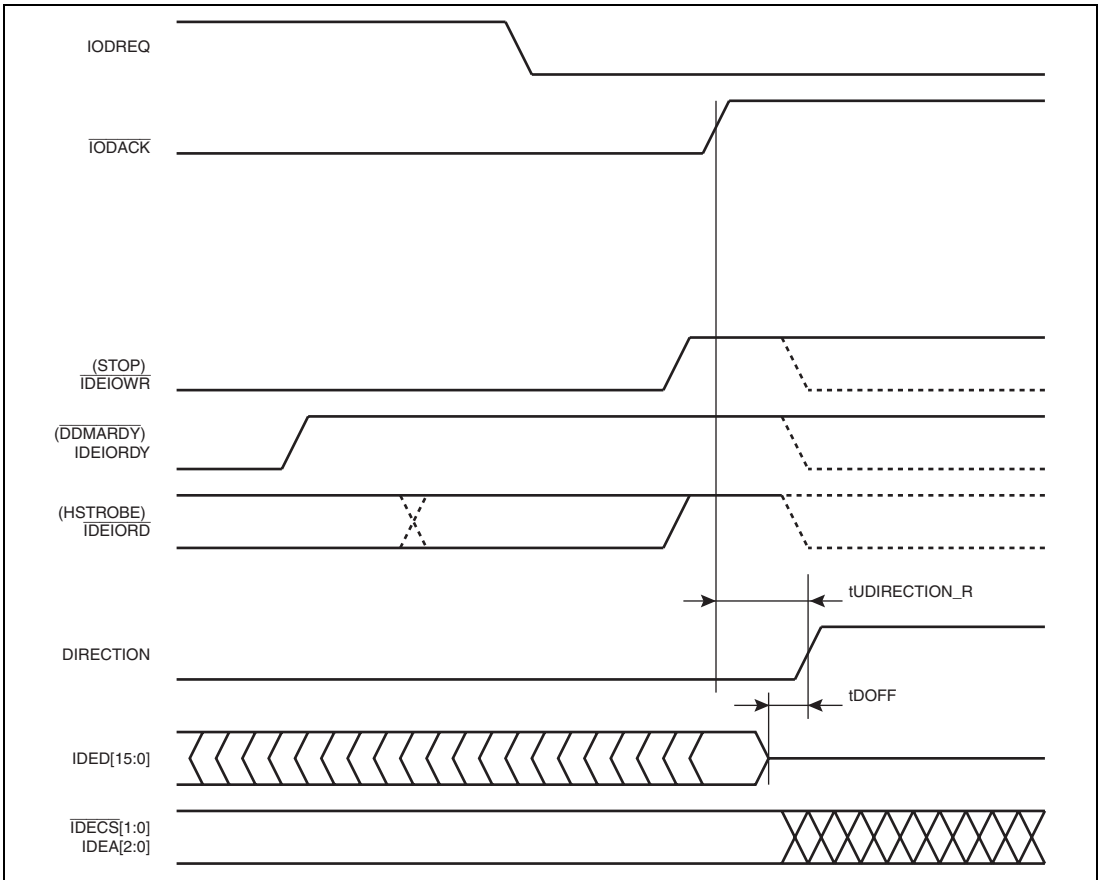 IODREQ
IODACK
(STOP)
IDEIOWR
(DDMARDY)
IDEIORDY
(HSTROBE)
IDEIORD
tUDIRECTION_R
DIRECTION
tDOFF
IDED[15:0]
IDECS[1:0]
IDEA[2:0]